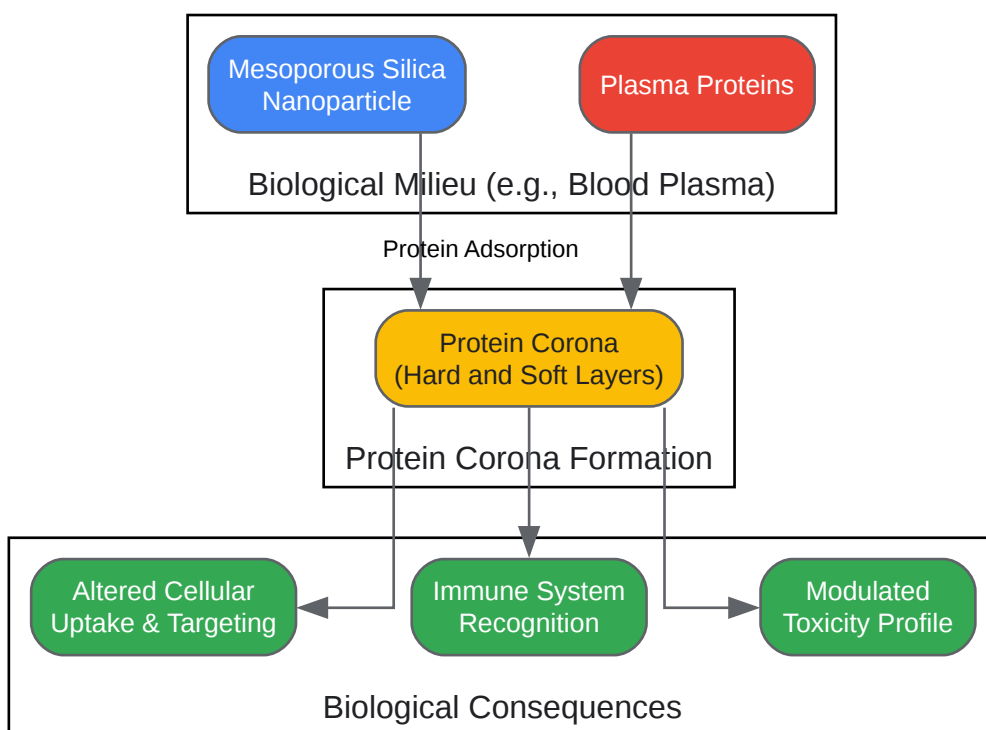 Mesoporous Silica
Nanoparticle
Plasma Proteins
Biological Milieu (e.g., Blood Plasma)
Protein Adsorption
Protein Corona
(Hard and Soft Layers)
Protein Corona Formation
Altered Cellular
Uptake & Targeting
Immune System
Recognition
Modulated
Toxicity Profile
Biological Consequences